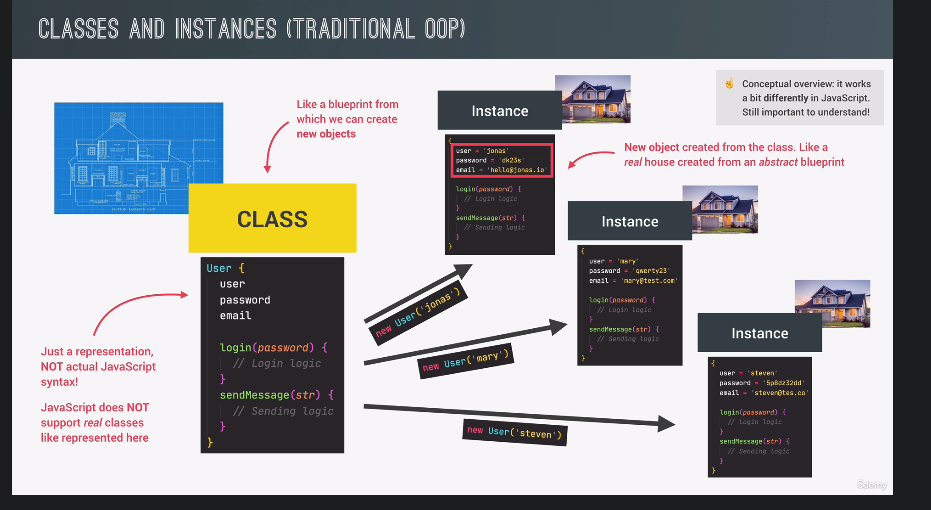 CLASSES AND INSTANCES (TRADITIONAL OOP)
Like a blueprint from
which we can create
new objects
CLASS
User {
user
password
email
login(password) {
// Login logic
}
sendMessage(str) {
// Sending logic
}
}
Just a representation,
NOT actual JavaScript
syntax!
JavaScript does NOT
support real classes
like represented here
new User('jonas')
new User('mary')
new User('steven')
Instance
{
user = 'jonas'
password = 'dk23s'
email = 'hello@jonas.io'
login(password) {
// Login logic
}
sendMessage(str) {
// Sending logic
}
}
☝️ Conceptual overview: it works
a bit differently in JavaScript.
Still important to understand!
New object created from the class. Like a
real house created from an abstract blueprint
Instance
{
user = 'mary'
password = 'qwerty23'
email = 'mary@test.com'
login(password) {
// Login logic
}
sendMessage(str) {
// Sending logic
}
}
Instance
{
user = 'steven'
password = '5p8dz32dd'
email = 'steven@tes.co'
login(password) {
// Login logic
}
sendMessage(str) {
// Sending logic
}
}
Udemy